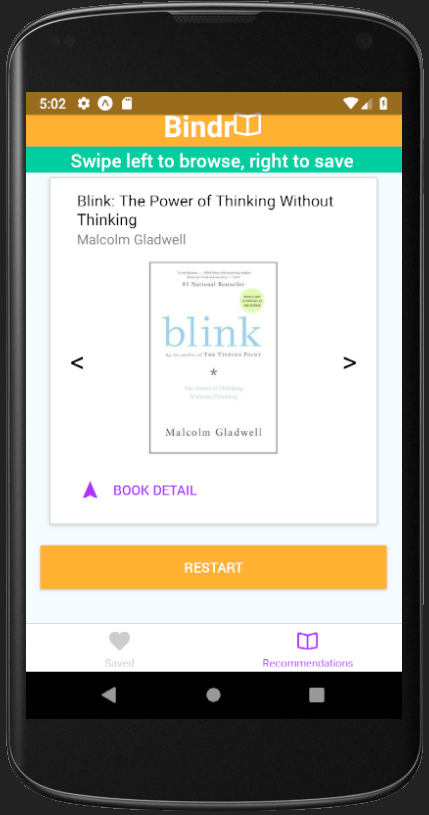 5:02
Bindr
Swipe left to browse, right to save
Blink: The Power of Thinking Without
Thinking
Malcolm Gladwell
#1 National Bestseller
blink
by the author of THE TIPPING POINT
*
The Power of Thinking
Without Thinking
Malcolm Gladwell
<
>
BOOK DETAIL
RESTART
Saved
Recommendations